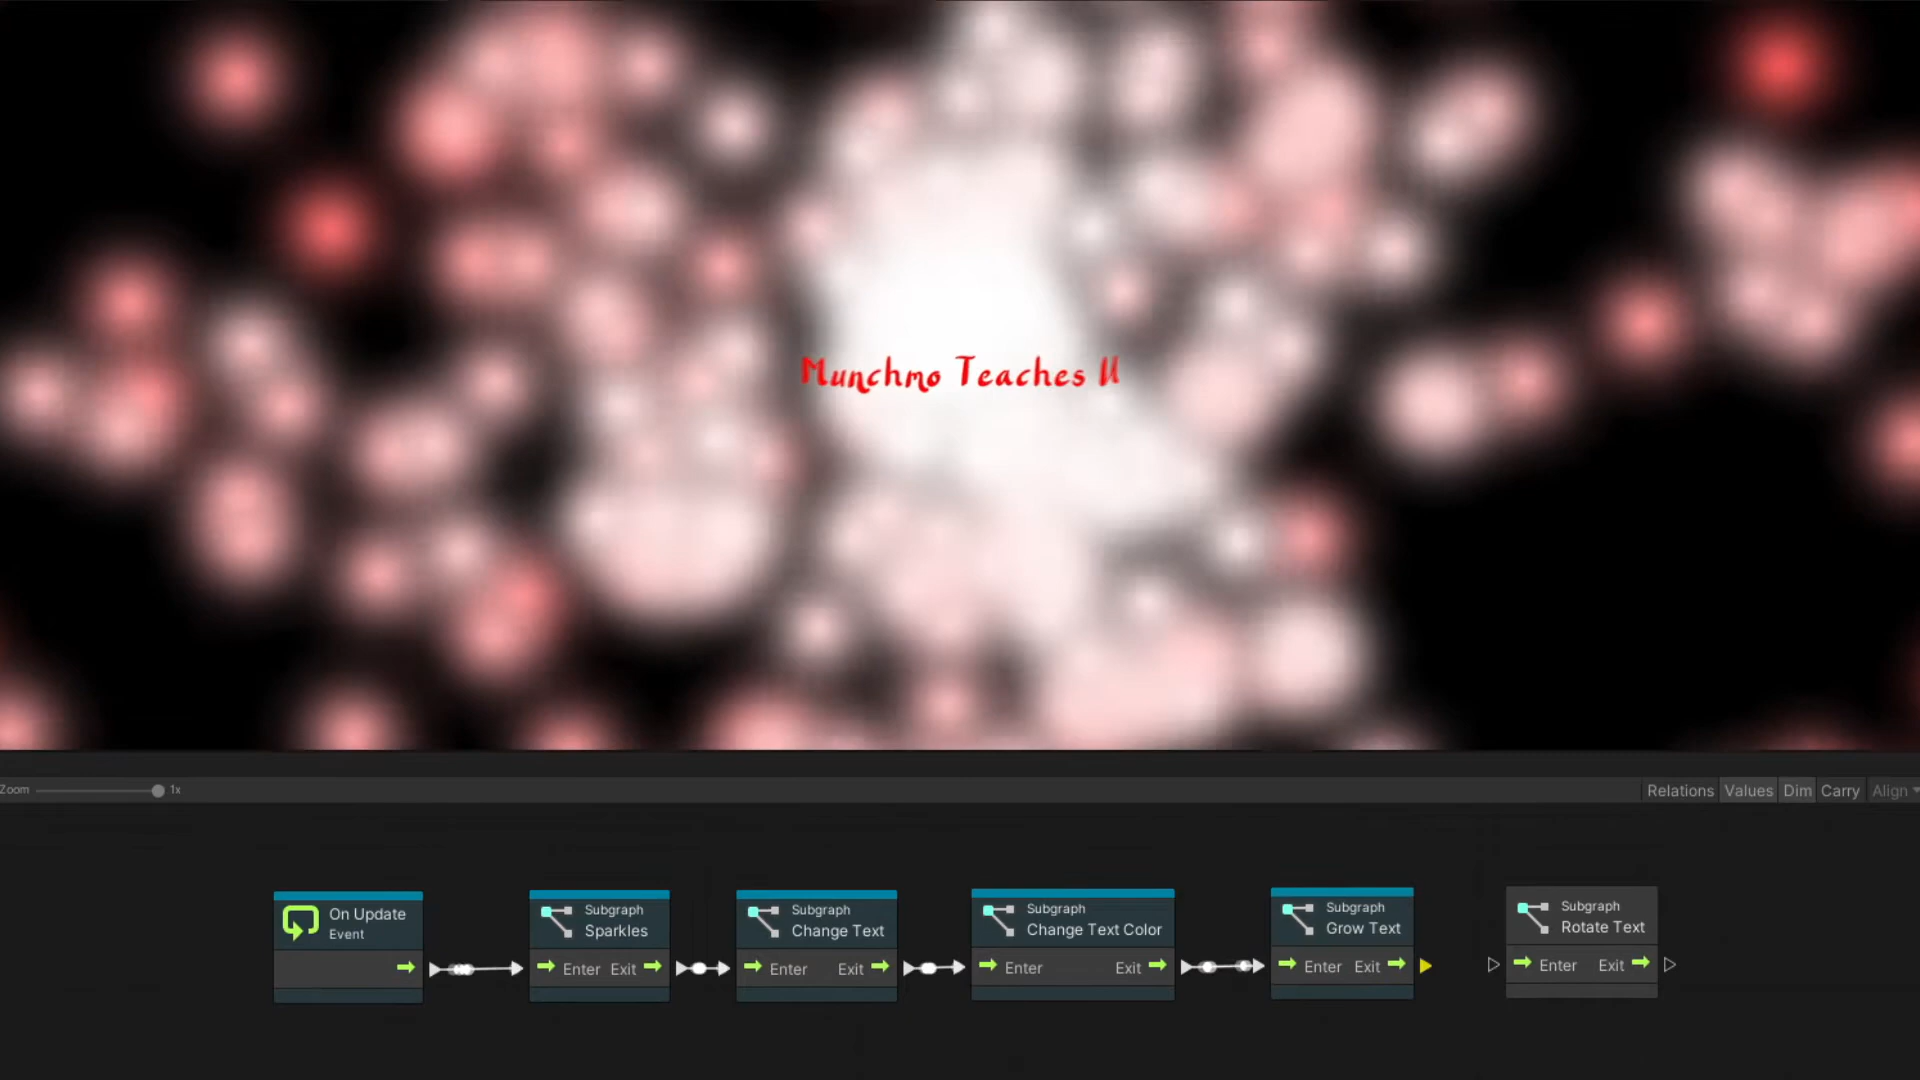 Munchmo Teaches U
Zoom 1x Relations Values Dim Carry Align
On Update
Event
Subgraph
Sparkles
Enter Exit
Subgraph
Change Text
Enter Exit
Subgraph
Change Text Color
Enter Exit
Subgraph
Grow Text
Enter Exit
Subgraph
Rotate Text
Enter Exit